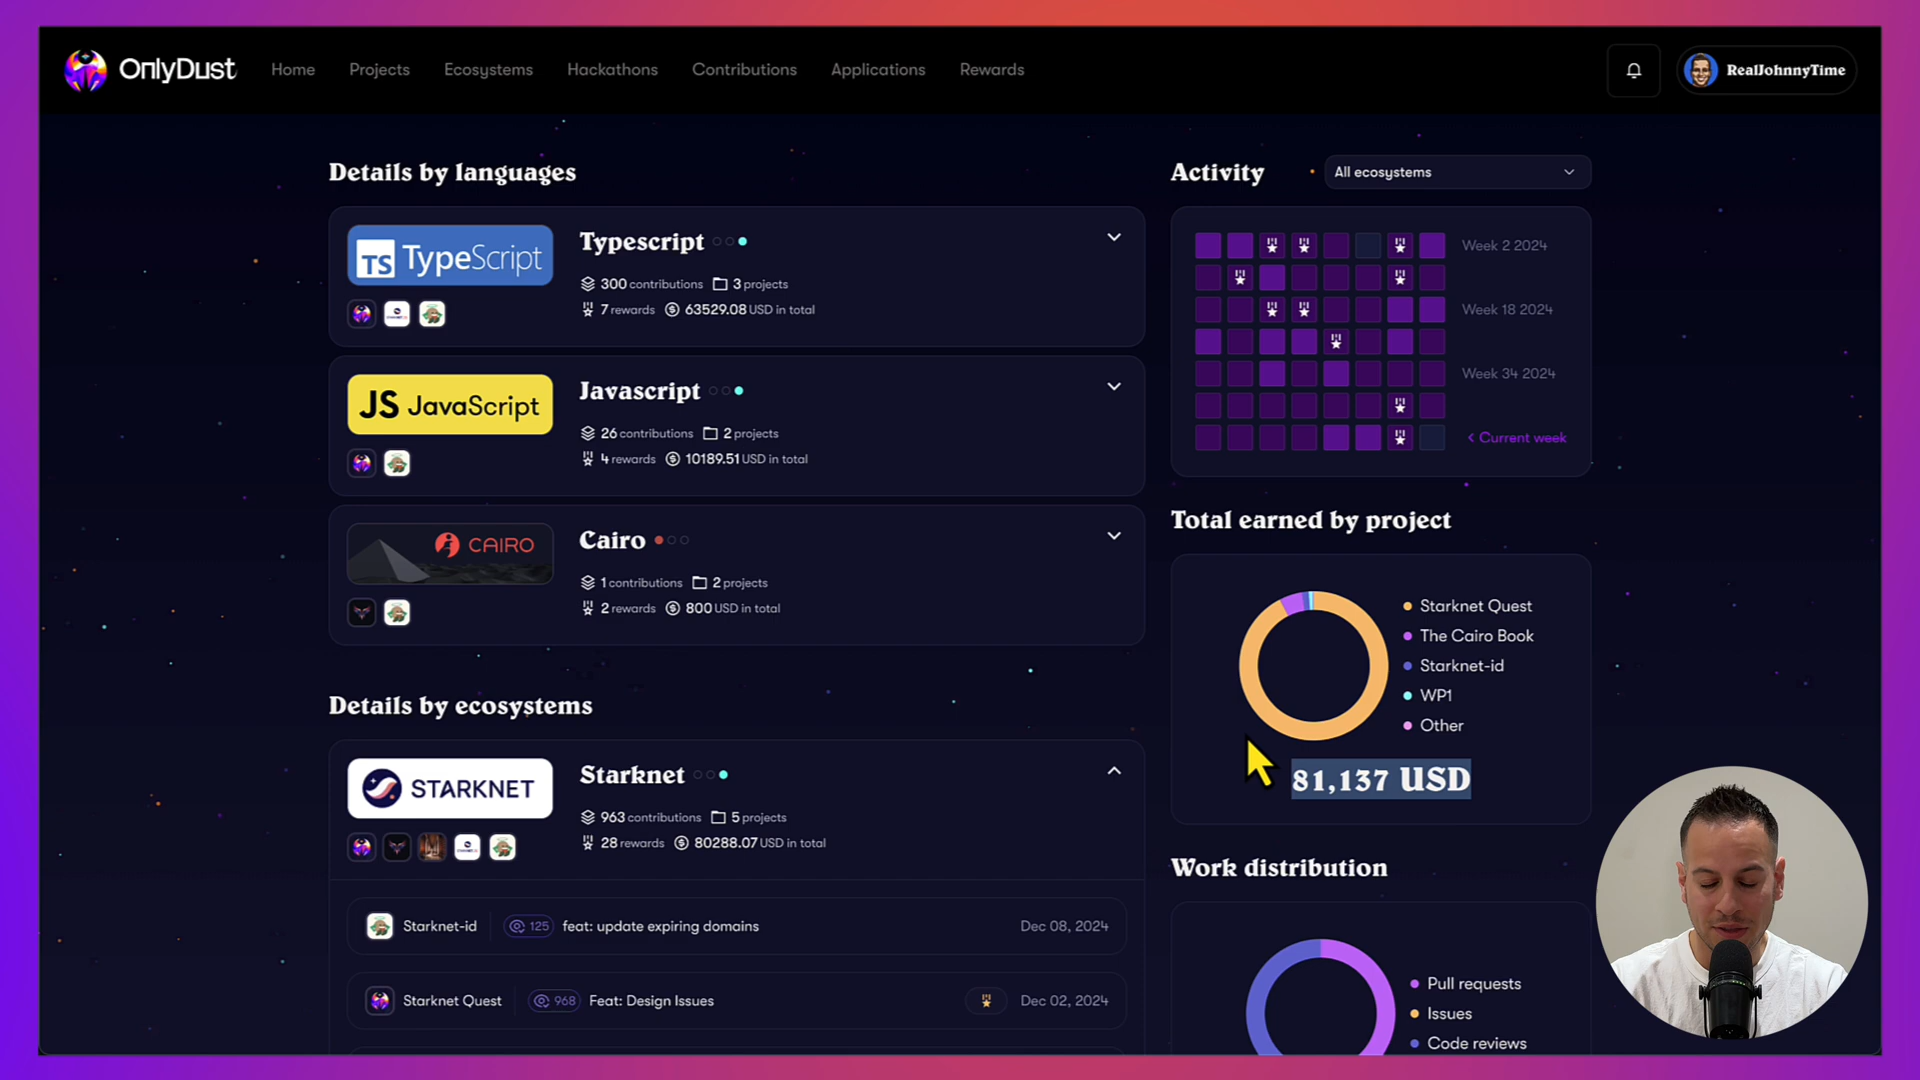 OnlyDust
Home
Projects
Ecosystems
Hackathons
Contributions
Applications
Rewards
RealJohnnyTime
Details by languages
TS TypeScript
Typescript
300 contributions 3 projects
7 rewards 63529.08 USD in total
JS JavaScript
Javascript
26 contributions 2 projects
4 rewards 10189.51 USD in total
CAIRO
Cairo
1 contributions 2 projects
2 rewards 800 USD in total
Details by ecosystems
STARKNET
Starknet
963 contributions 5 projects
28 rewards 80288.07 USD in total
Starknet-id 125 feat: update expiring domains Dec 08, 2024
Starknet Quest 968 Feat: Design Issues Dec 02, 2024
Activity
All ecosystems
Week 2 2024
Week 18 2024
Week 34 2024
< Current week
Total earned by project
Starknet Quest
The Cairo Book
Starknet-id
WP1
Other
81,137 USD
Work distribution
Pull requests
Issues
Code reviews